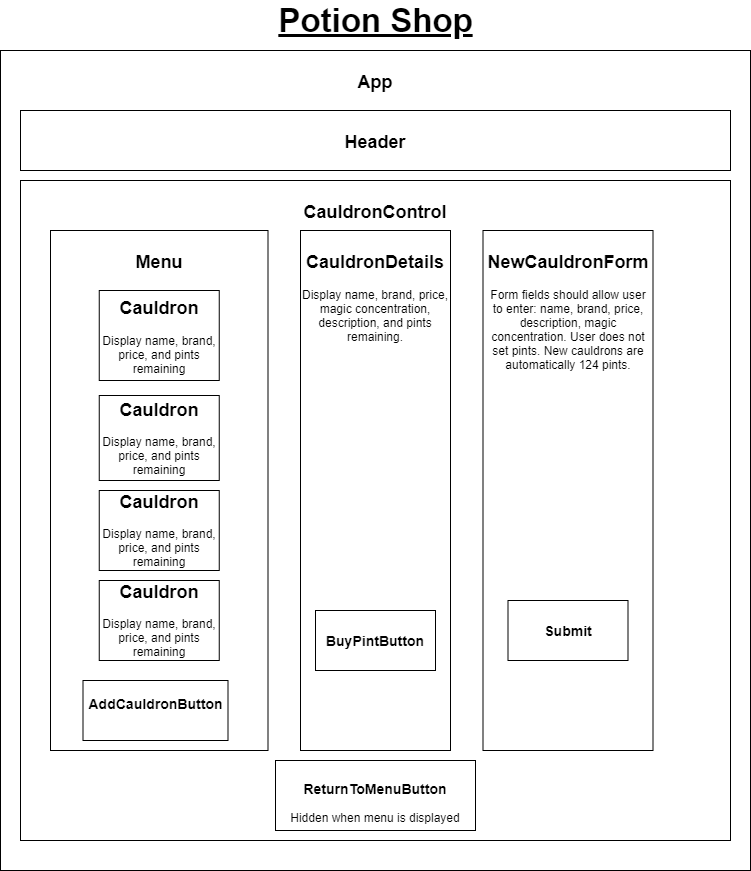 Potion Shop
App
Header
CauldronControl
Menu
Cauldron
Display name, brand,
price, and pints
remaining
Cauldron
Display name, brand,
price, and pints
remaining
Cauldron
Display name, brand,
price, and pints
remaining
Cauldron
Display name, brand,
price, and pints
remaining
AddCauldronButton
CauldronDetails
Display name, brand, price,
magic concentration,
description, and pints
remaining.
BuyPintButton
NewCauldronForm
Form fields should allow user
to enter: name, brand, price,
description, magic
concentration. User does not
set pints. New cauldrons are
automatically 124 pints.
Submit
ReturnToMenuButton
Hidden when menu is displayed